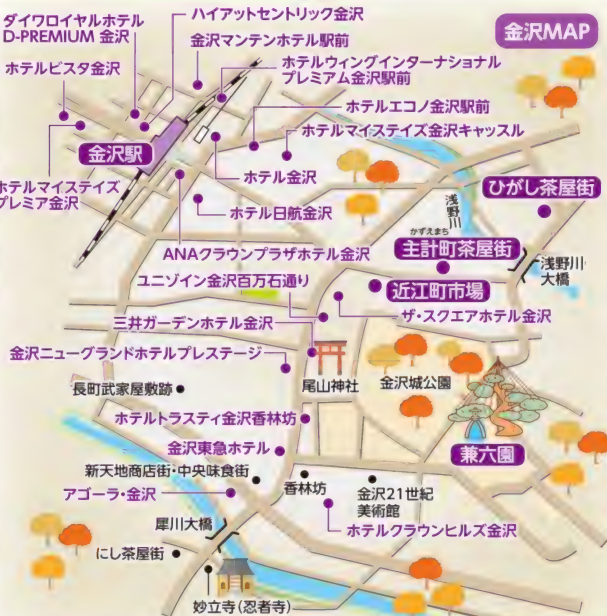 金沢MAP
ダイワロイヤルホテル
D-PREMIUM 金沢
ハイアットセントリック金沢
金沢マンテンホテル駅前
ホテルビスタ金沢
ホテルウィングインターナショナル
プレミアム金沢駅前
ホテルエコノ金沢駅前
ホテルマイステイズ金沢キャッスル
金沢駅
ホテルマイステイズ
プレミア金沢
ホテル金沢
ホテル日航金沢
ANAクラウンプラザホテル金沢
浅野川
ひがし茶屋街
かずえまち
主計町茶屋街
浅野川
大橋
近江町市場
ユニゾイン金沢百万石通り
ザ・スクエアホテル金沢
三井ガーデンホテル金沢
金沢ニューグランドホテルプレステージ
尾山神社
金沢城公園
長町武家屋敷跡
兼六園
ホテルトラスティ金沢香林坊
金沢東急ホテル
新天地商店街・中央味食街
香林坊
金沢21世紀
美術館
アゴーラ・金沢
ホテルクラウンヒルズ金沢
犀川大橋
にし茶屋街
妙立寺(忍者寺)